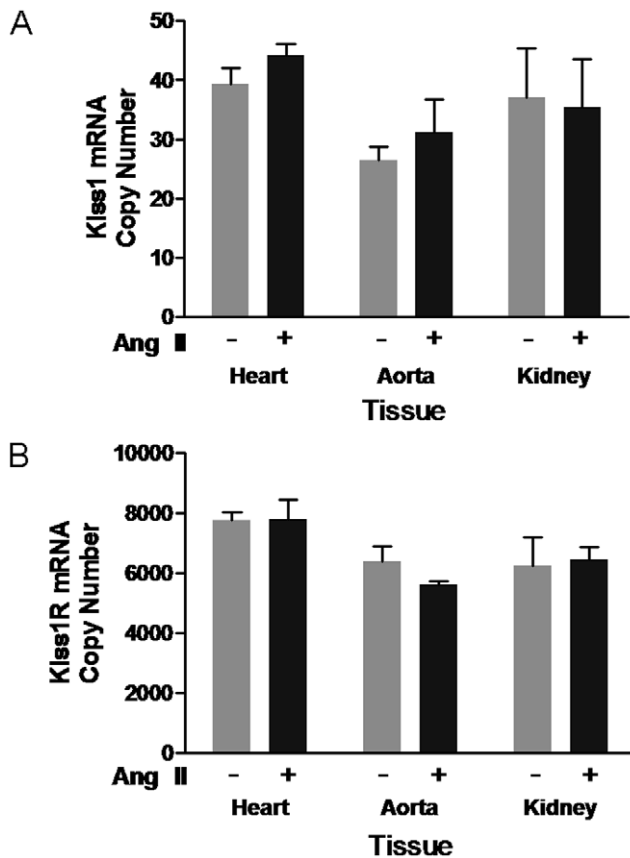 A
KIss1 mRNA
Copy Number
50
40
30
20
10
0
Ang II - + - + - +
Heart Aorta Kidney
Tissue
B
KIss1R mRNA
Copy Number
10000
8000
6000
4000
2000
0
Ang II - + - + - +
Heart Aorta Kidney
Tissue